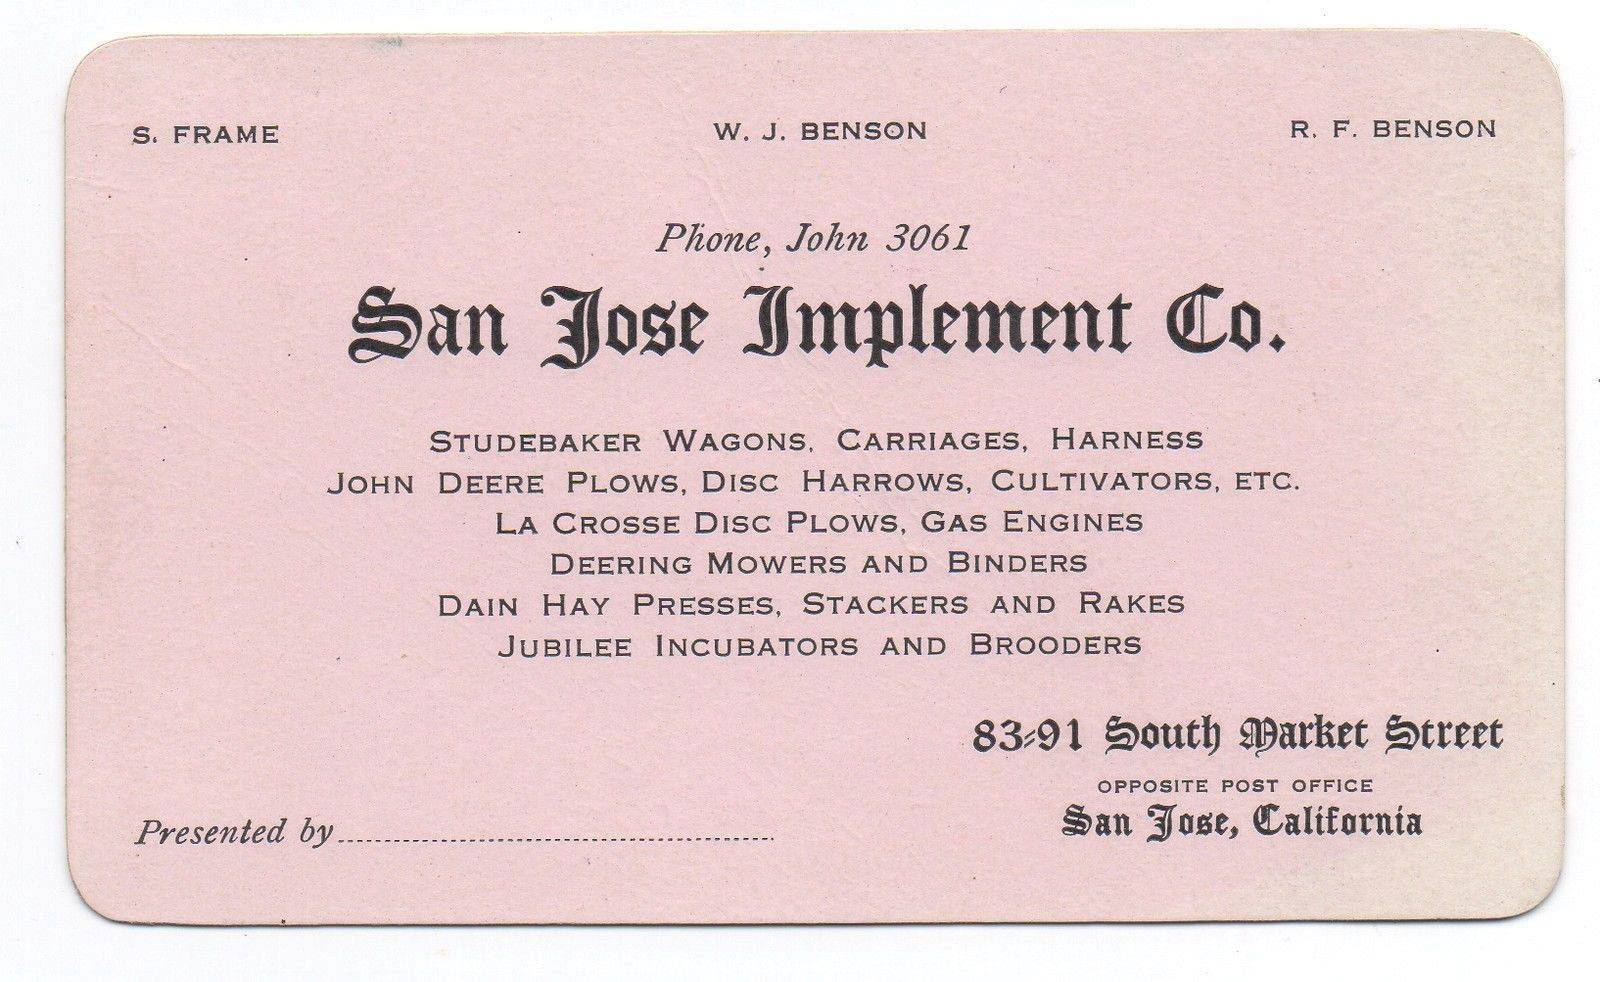 S. FRAME
W. J. BENSON
R. F. BENSON
Phone, John 3061
San Jose Implement Co.
STUDEBAKER WAGONS, CARRIAGES, HARNESS
JOHN DEERE PLOWS, DISC HARROWS, CULTIVATORS, ETC.
LA CROSSE DISC PLOWS, GAS ENGINES
DEERING MOWERS AND BINDERS
DAIN HAY PRESSES, STACKERS AND RAKES
JUBILEE INCUBATORS AND BROODERS
83-91 South Market Street
OPPOSITE POST OFFICE
San Jose, California
Presented by